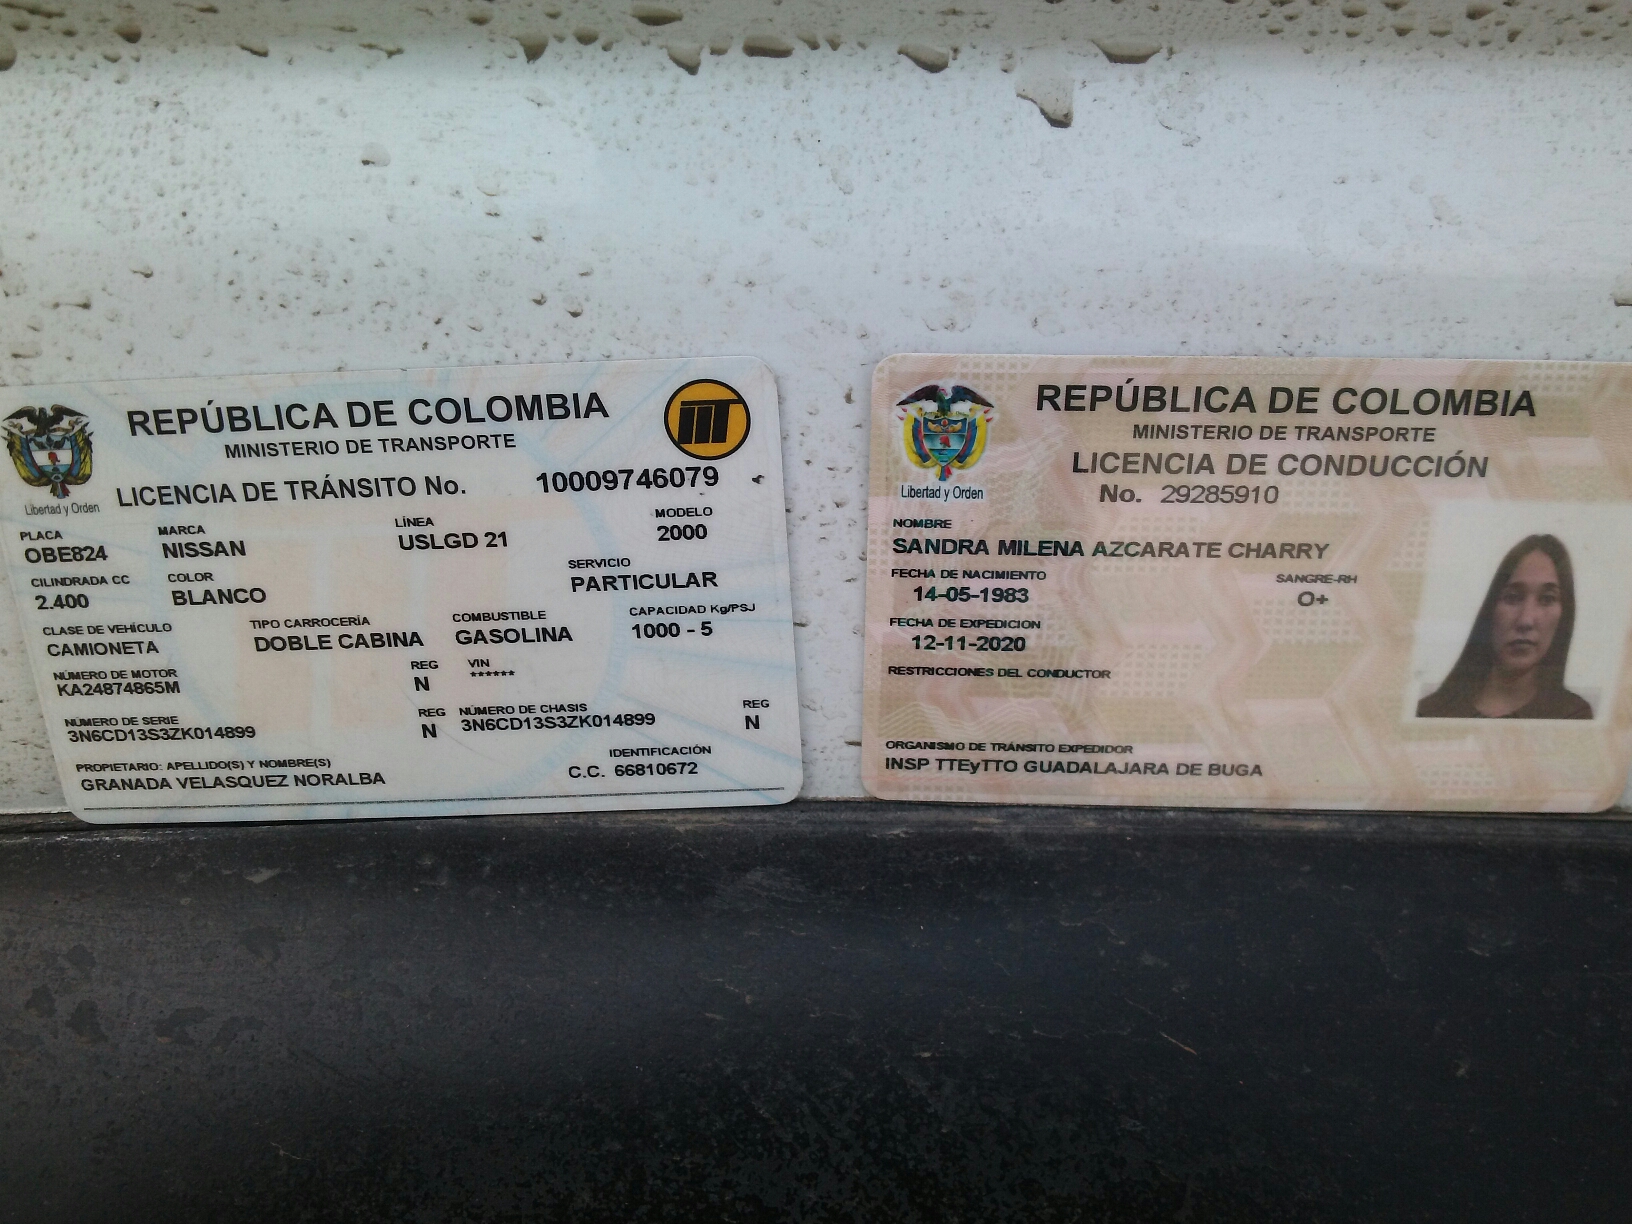 REPÚBLICA DE COLOMBIA
MINISTERIO DE TRANSPORTE
Libertad y Orden
LICENCIA DE TRÁNSITO No. 10009746079
PLACA MARCA LÍNEA MODELO
OBE824 NISSAN USLGD 21 2000
CILINDRADA CC COLOR SERVICIO
2.400 BLANCO PARTICULAR
CLASE DE VEHÍCULO TIPO CARROCERÍA COMBUSTIBLE CAPACIDAD Kg/PSJ
CAMIONETA DOBLE CABINA GASOLINA 1000 - 5
NÚMERO DE MOTOR REG VIN
KA24874865M N ******
NÚMERO DE SERIE REG NÚMERO DE CHASIS REG
3N6CD13S3ZK014899 N 3N6CD13S3ZK014899 N
PROPIETARIO: APELLIDO(S) Y NOMBRE(S) IDENTIFICACIÓN
GRANADA VELASQUEZ NORALBA C.C. 66810672
REPÚBLICA DE COLOMBIA
MINISTERIO DE TRANSPORTE
LICENCIA DE CONDUCCIÓN
Libertad y Orden
No. 29285910
NOMBRE
SANDRA MILENA AZCARATE CHARRY
FECHA DE NACIMIENTO SANGRE-RH
14-05-1983 O+
FECHA DE EXPEDICION
12-11-2020
RESTRICCIONES DEL CONDUCTOR
ORGANISMO DE TRÁNSITO EXPEDIDOR
INSP TTEyTTO GUADALAJARA DE BUGA